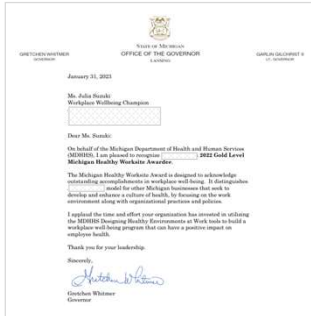 STATE OF MICHIGAN
GRETCHEN WHITMER
GOVERNOR
OFFICE OF THE GOVERNOR
LANSING
GARLIN GILCHRIST II
LT. GOVERNOR
January 31, 2023
Ms. Julia Suzuki
Workplace Wellbeing Champion
Dear Ms. Suzuki:
On behalf of the Michigan Department of Health and Human Services
(MDHHS), I am pleased to recognize , 2022 Gold Level
Michigan Healthy Worksite Awardee.
The Michigan Healthy Worksite Award is designed to acknowledge
outstanding accomplishments in workplace well-being. It distinguishes
model for other Michigan businesses that seek to
develop and enhance a culture of health, by focusing on the work
environment along with organizational practices and policies.
I applaud the time and effort your organization has invested in utilizing
the MDHHS Designing Healthy Environments at Work tools to build a
workplace well-being program that can have a positive impact on
employee health.
Thank you for your leadership.
Sincerely,
Gretchen Whitmer
Gretchen Whitmer
Governor